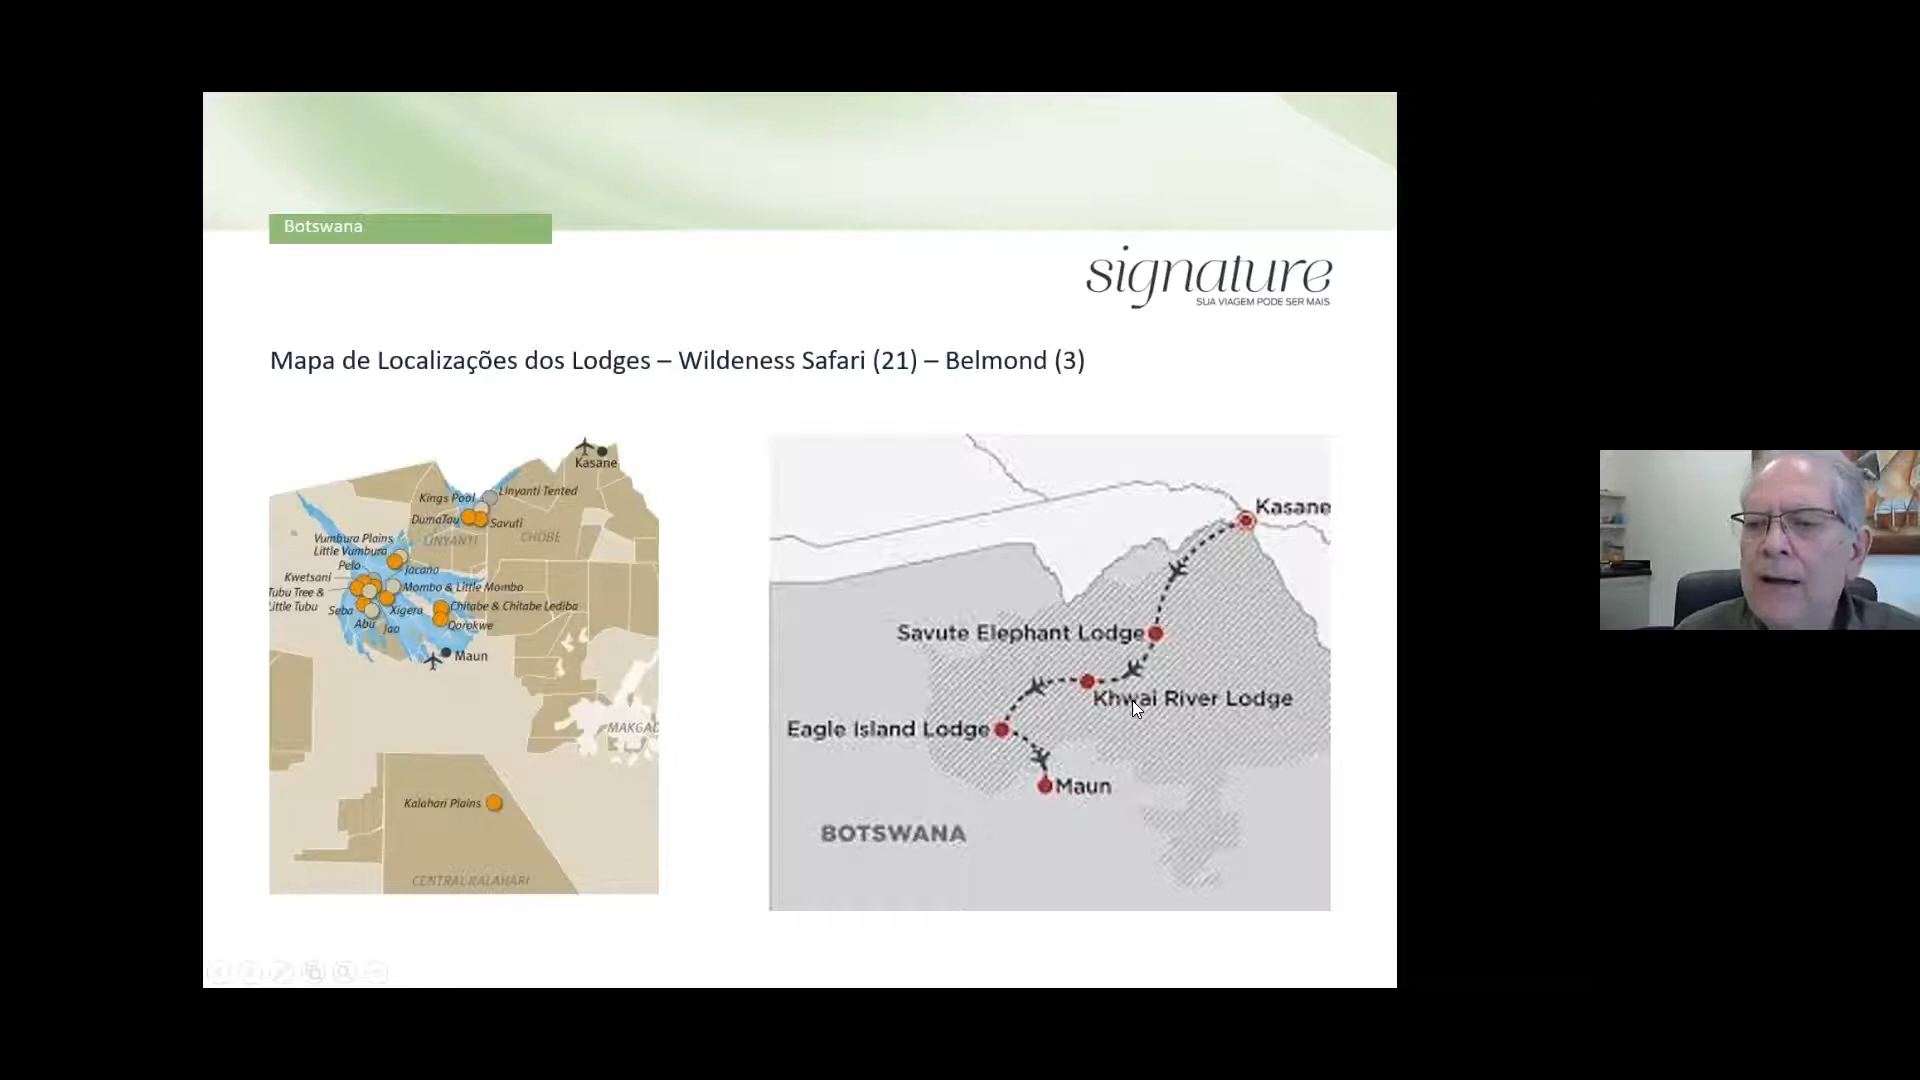 Botswana
signature
SUA VIAGEM PODE SER MAIS
Mapa de Localizações dos Lodges – Wildeness Safari (21) – Belmond (3)
Kasane
Kings Pool
Linyanti Tented
DumaTau
Savuti
LINYANTI
CHOBE
Vumbura Plains
Little Vumbura
Pelo
Jacana
Kwetsani
Mombo & Little Mombo
Tubu Tree &
Little Tubu
Seba
Xigera
Chitabe & Chitabe Lediba
Abu
Jao
Qorokwe
Maun
MAKGAD
Kalahari Plains
CENTRAL KALAHARI
Kasane
Savute Elephant Lodge
Khwai River Lodge
Eagle Island Lodge
Maun
BOTSWANA